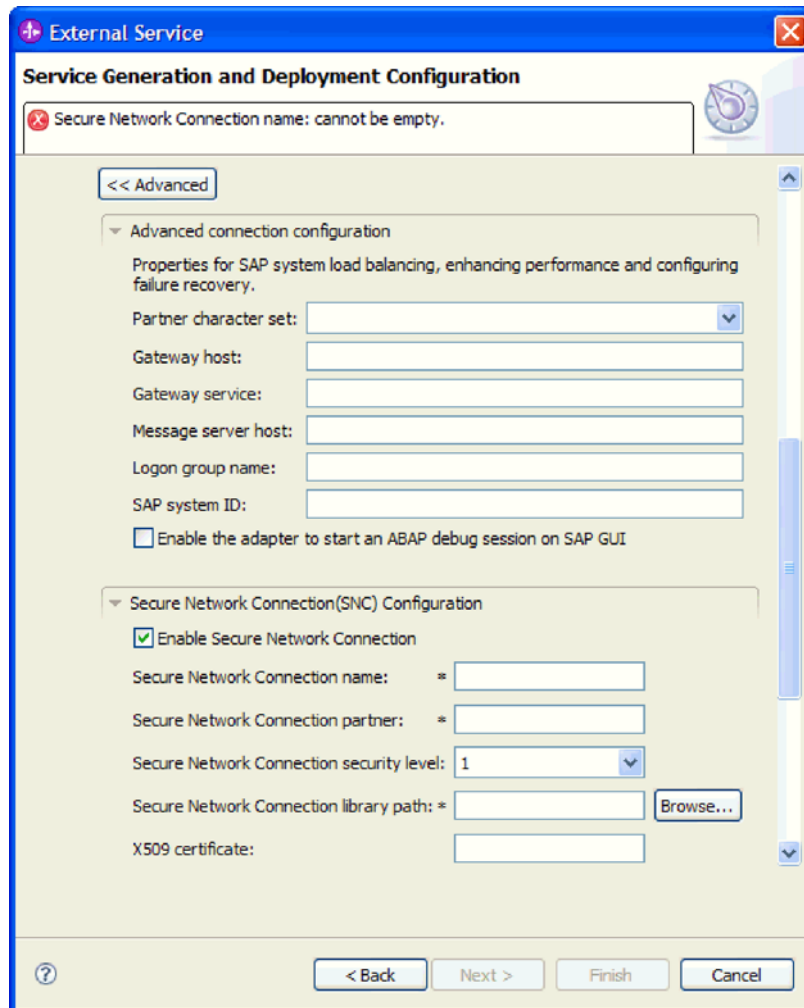 External Service
Service Generation and Deployment Configuration
Secure Network Connection name: cannot be empty.
<< Advanced
Advanced connection configuration
Properties for SAP system load balancing, enhancing performance and configuring
failure recovery.
Partner character set:
Gateway host:
Gateway service:
Message server host:
Logon group name:
SAP system ID:
Enable the adapter to start an ABAP debug session on SAP GUI
Secure Network Connection(SNC) Configuration
Enable Secure Network Connection
Secure Network Connection name: *
Secure Network Connection partner: *
Secure Network Connection security level: 1
Secure Network Connection library path: * Browse...
X509 certificate:
? < Back Next > Finish Cancel